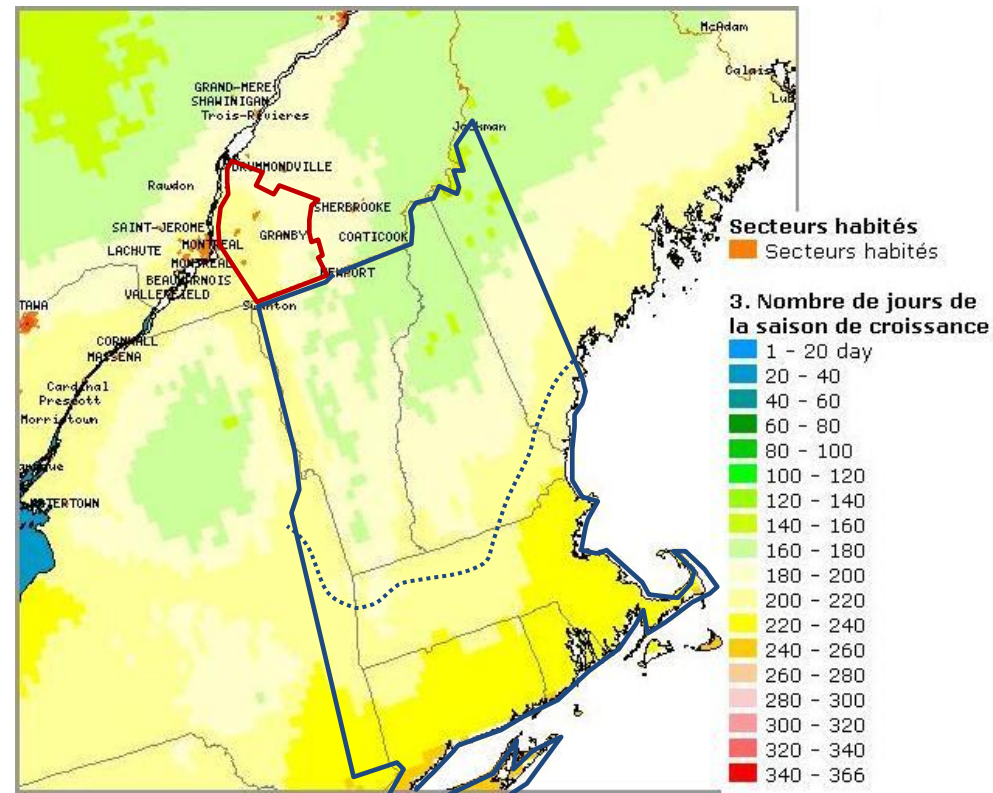 McAdam
Calais
Lub
GRAND-MERE
SHAWINIGAN
Trois-Rivieres
Jackman
DRUMMONDVILLE
Rawdon
SHERBROOKE
SAINT-JEROME
GRANBY
COATICOOK
MONTREAL
LACHUTE
MONTREAL
NEWPORT
BEAUHARNOIS
VALLEYFIELD
Swanton
TAWA
CORNWALL
MASSENA
Cardinal
Prescott
Morristown
WATERTOWN
Secteurs habités
Secteurs habités
3. Nombre de jours de
la saison de croissance
1 - 20 day
20 - 40
40 - 60
60 - 80
80 - 100
100 - 120
120 - 140
140 - 160
160 - 180
180 - 200
200 - 220
220 - 240
240 - 260
260 - 280
280 - 300
300 - 320
320 - 340
340 - 366